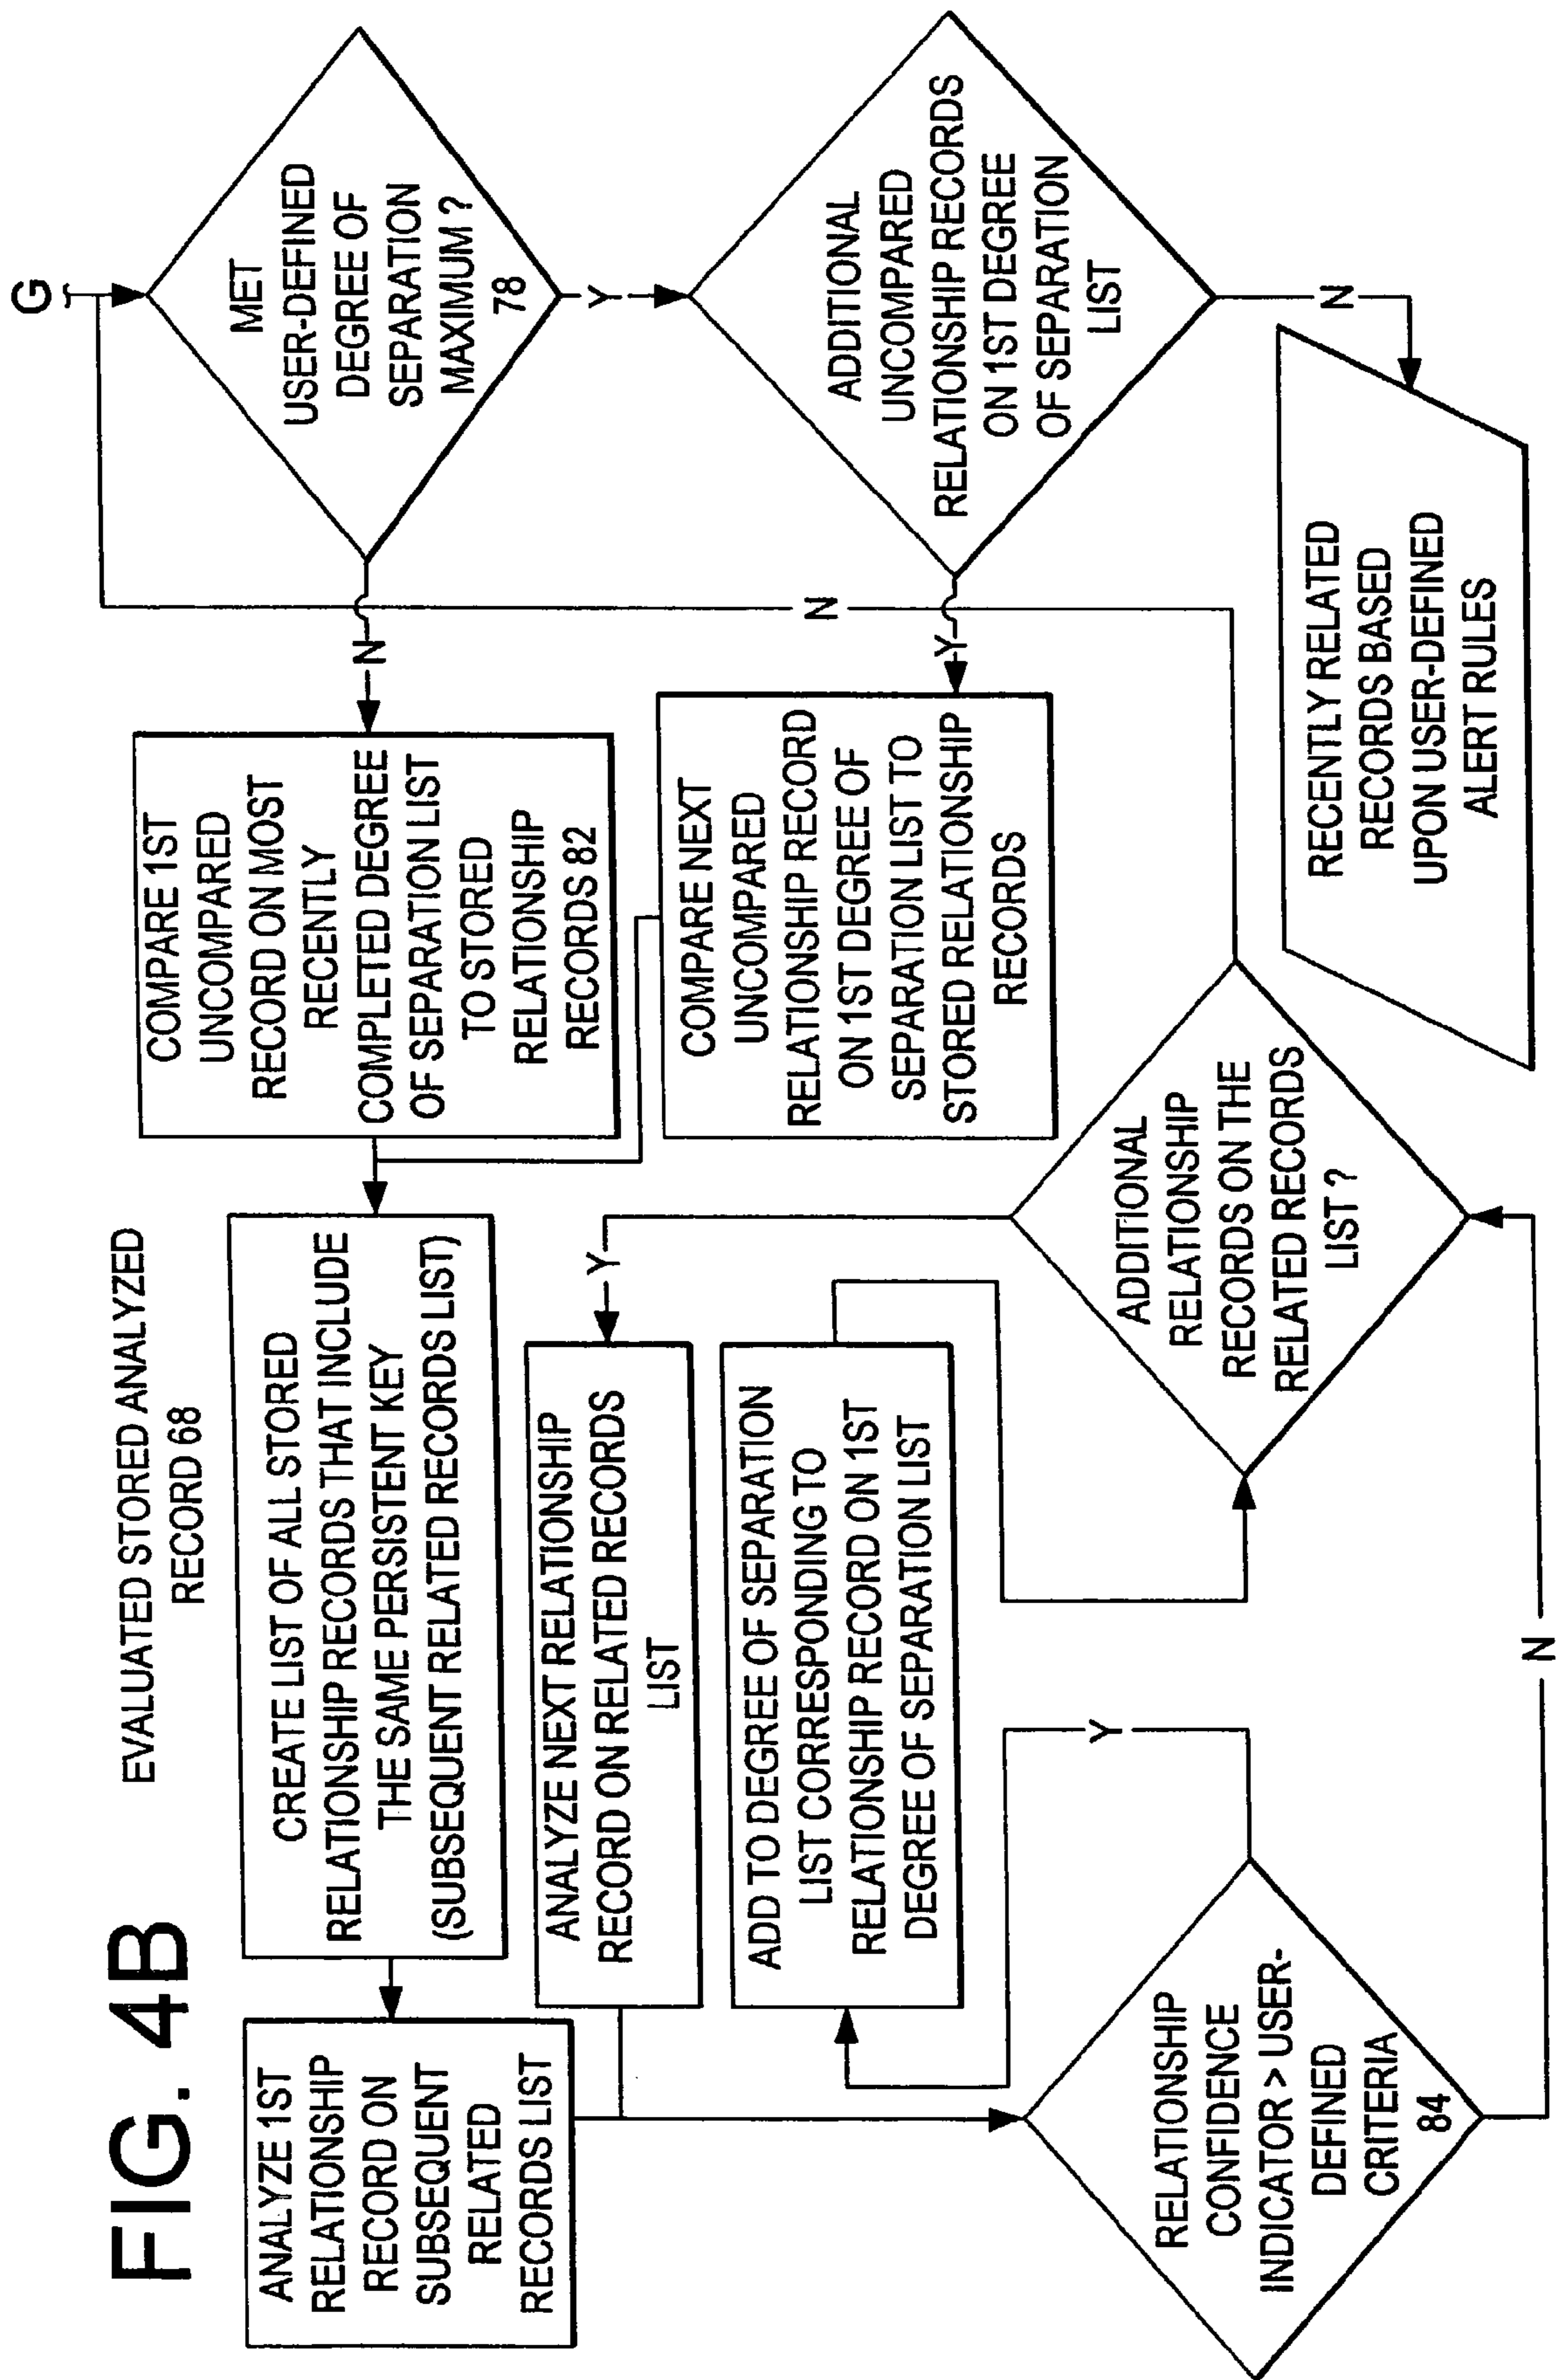 FIG. 4B
EVALUATED STORED ANALYZED
RECORD 68
G
MET
USER-DEFINED
DEGREE OF
SEPARATION
MAXIMUM ?
78
N
Y
COMPARE 1ST
UNCOMPARED
RECORD ON MOST
RECENTLY
COMPLETED DEGREE
OF SEPARATION LIST
TO STORED
RELATIONSHIP
RECORDS 82
CREATE LIST OF ALL STORED
RELATIONSHIP RECORDS THAT INCLUDE
THE SAME PERSISTENT KEY
(SUBSEQUENT RELATED RECORDS LIST)
ANALYZE 1ST
RELATIONSHIP
RECORD ON
SUBSEQUENT
RELATED
RECORDS LIST
ADDITIONAL
UNCOMPARED
RELATIONSHIP RECORDS
ON 1ST DEGREE
OF SEPARATION
LIST
Y
N
COMPARE NEXT
UNCOMPARED
RELATIONSHIP RECORD
ON 1ST DEGREE OF
SEPARATION LIST TO
STORED RELATIONSHIP
RECORDS
N
ANALYZE NEXT RELATIONSHIP
RECORD ON RELATED RECORDS
LIST
Y
ADD TO DEGREE OF SEPARATION
LIST CORRESPONDING TO
RELATIONSHIP RECORD ON 1ST
DEGREE OF SEPARATION LIST
Y
RELATIONSHIP
CONFIDENCE
INDICATOR > USER-
DEFINED
CRITERIA
84
N
ADDITIONAL
RELATIONSHIP
RECORDS ON THE
RELATED RECORDS
LIST ?
RECENTLY RELATED
RECORDS BASED
UPON USER-DEFINED
ALERT RULES